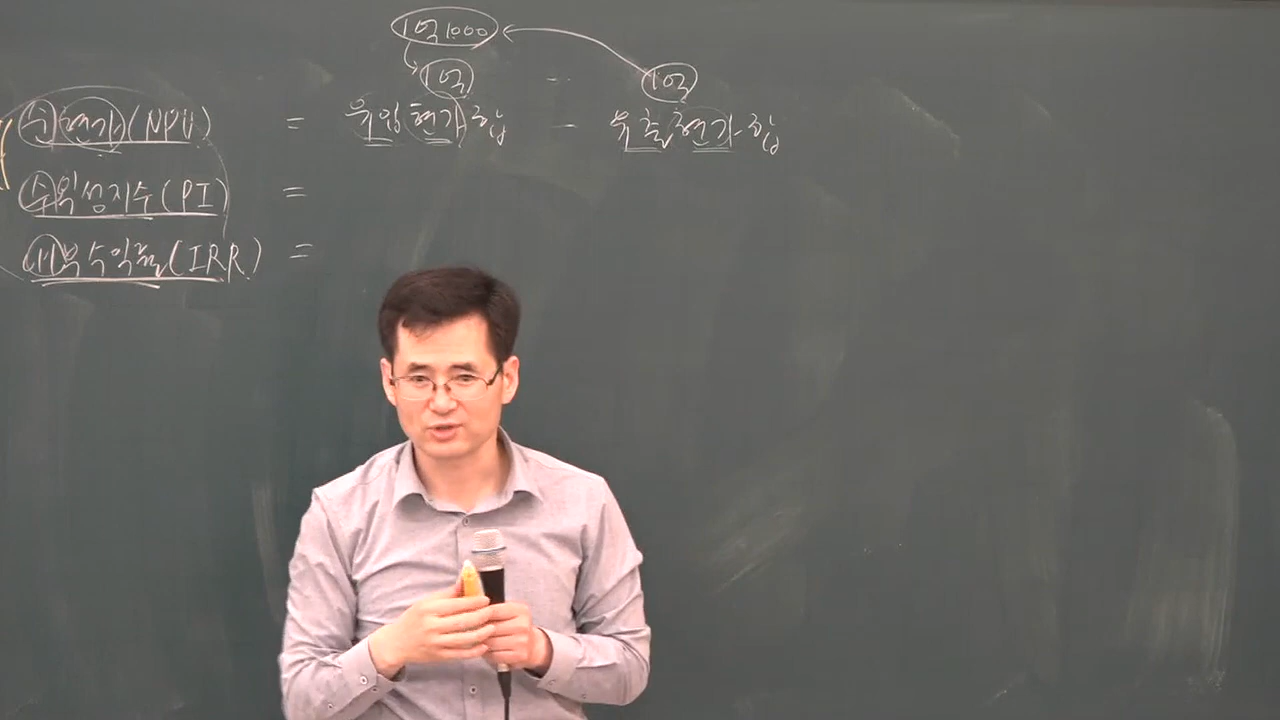 1억1000
1억 - 1억
순현가(NPV) = 유입현가합 - 유출현가합
수익성지수(PI) =
내부수익률(IRR) =